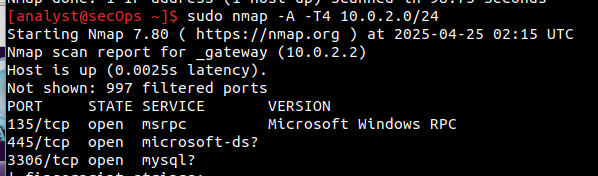 done: 1 IP address (1 host up) scanned in 98.75 seconds
[analyst@secOps ~]$ sudo nmap -A -T4 10.0.2.0/24
Starting Nmap 7.80 ( https://nmap.org ) at 2025-04-25 02:15 UTC
Nmap scan report for _gateway (10.0.2.2)
Host is up (0.0025s latency).
Not shown: 997 filtered ports
PORT     STATE SERVICE       VERSION
135/tcp  open  msrpc         Microsoft Windows RPC
445/tcp  open  microsoft-ds?
3306/tcp open  mysql?
| fingerprint-strings: